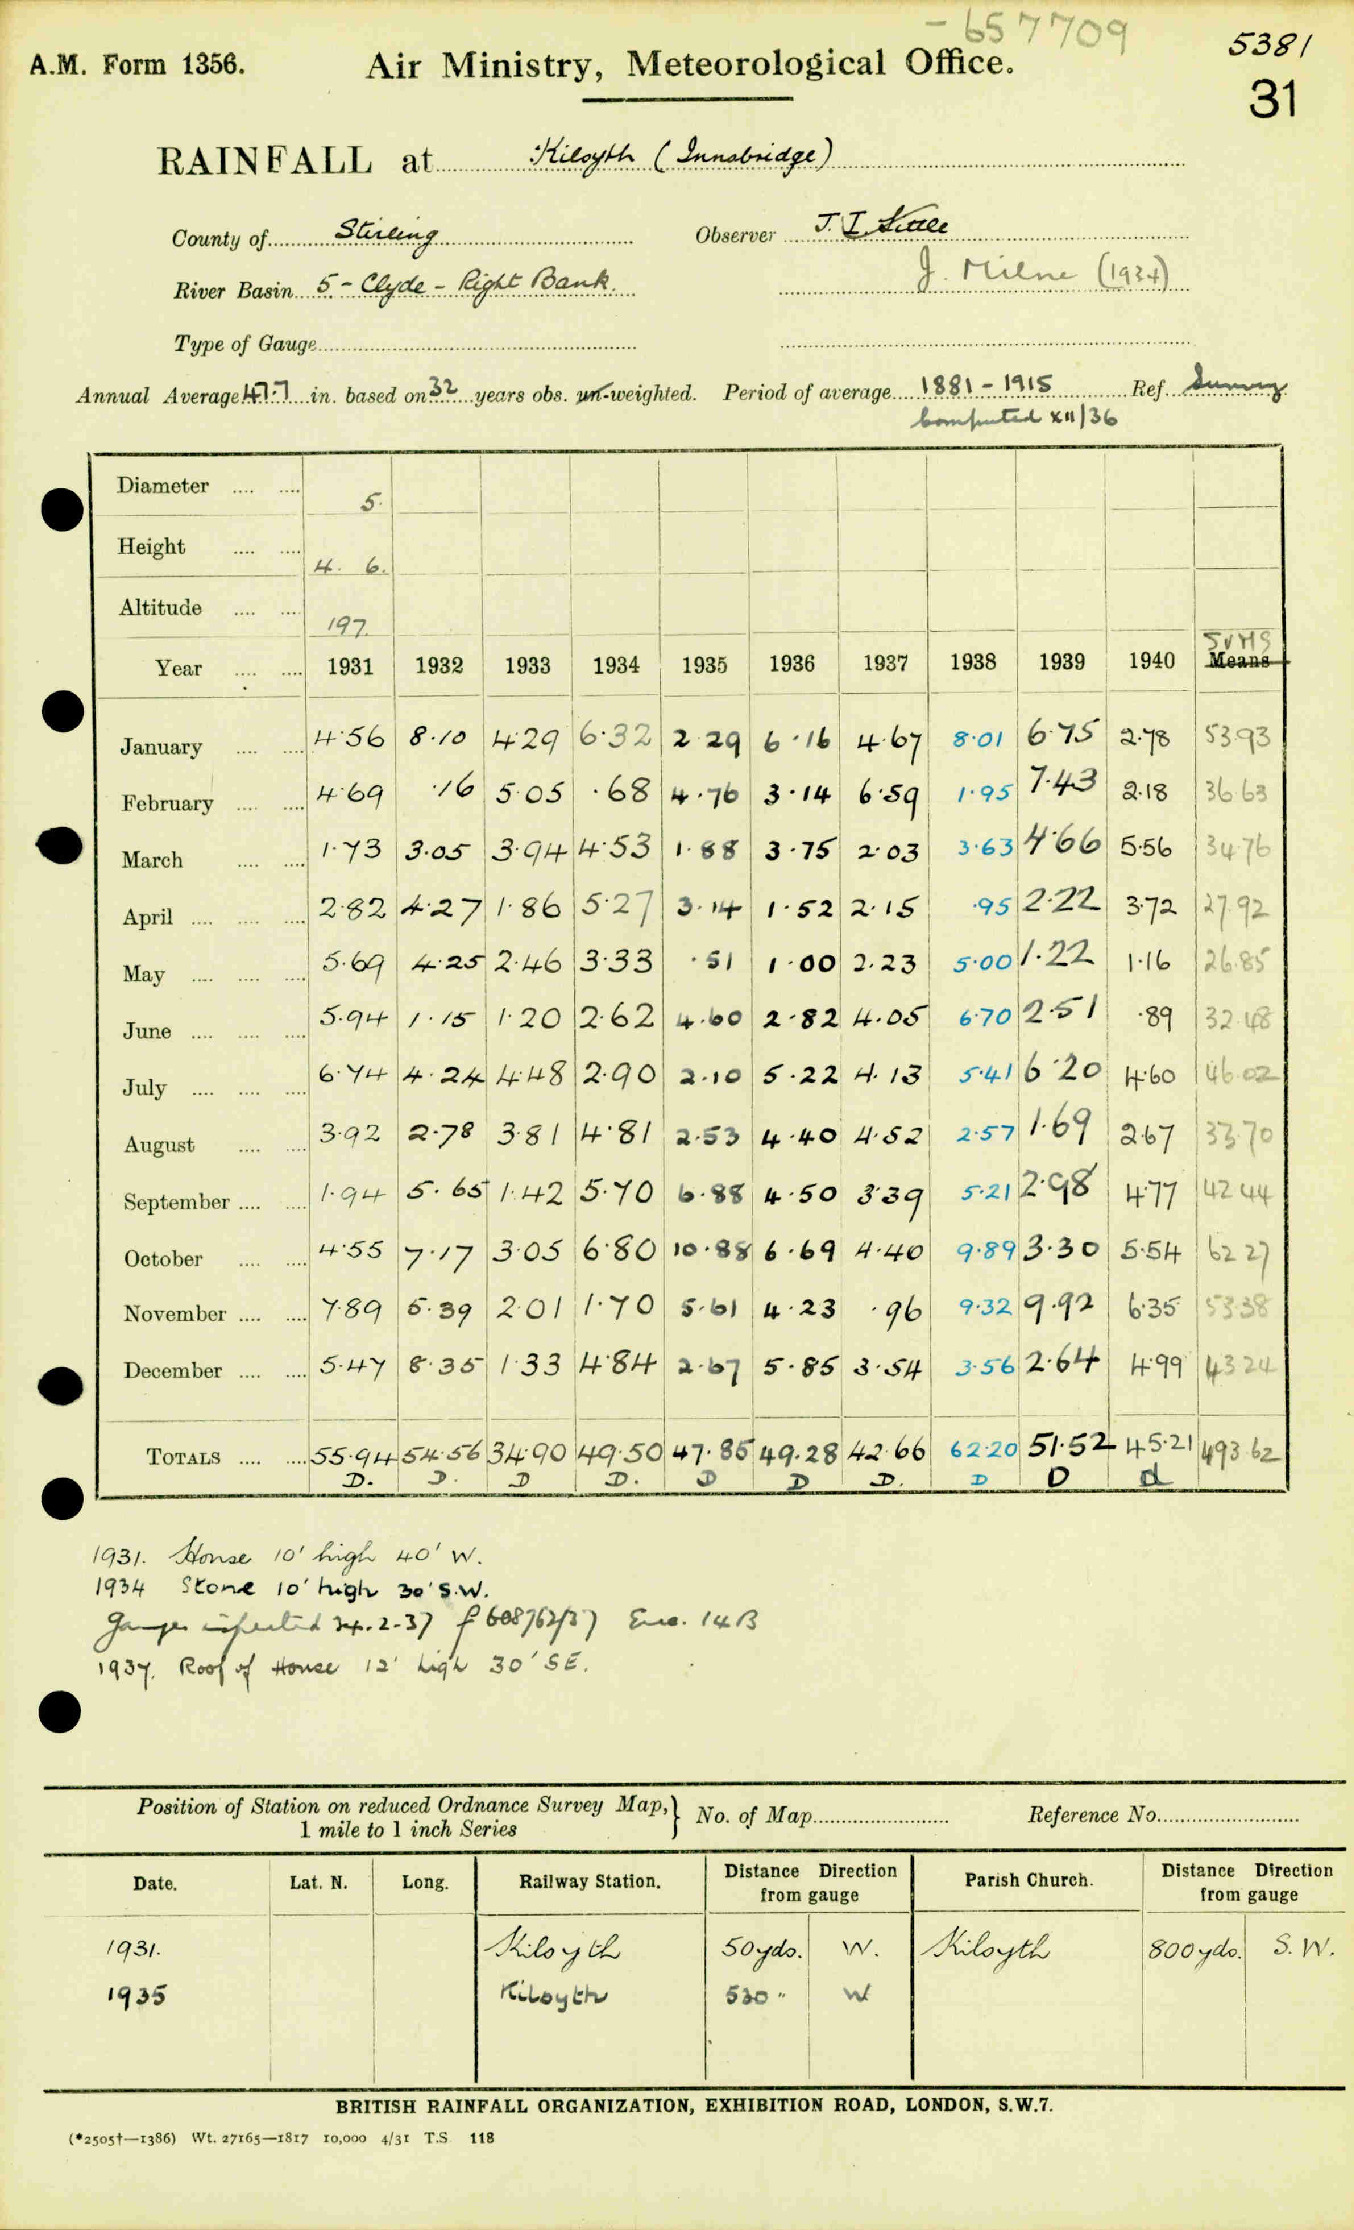 - 657709
5381
A.M. Form 1356. Air Ministry, Meteorological Office.
31
RAINFALL at Kilsyth (Innsbridge)
County of Stirling Observer J. I.
River Basin 5 - Clyde - Right Bank. J. Milne (1934)
Type of Gauge
Annual Average 47.7 in. based on 32 years obs. un-weighted. Period of average 1881 - 1915 Ref. Survey
Computed XII/36
Diameter 5.
Height 4. 6.
Altitude 197.
SUMS
Year 1931 1932 1933 1934 1935 1936 1937 1938 1939 1940 Means
January 4.56 8.10 4.29 6.32 2.29 6.16 4.67 8.01 6.75 2.78 53.93
February 4.69 .16 5.05 .68 4.76 3.14 6.59 1.95 7.43 2.18 36.63
March 1.73 3.05 3.94 4.53 1.88 3.75 2.03 3.63 4.66 5.56 34.76
April 2.82 4.27 1.86 5.27 3.14 1.52 2.15 .95 2.22 3.72 27.92
May 5.69 4.25 2.46 3.33 .51 1.00 2.23 5.00 1.22 1.16 26.85
June 5.94 1.15 1.20 2.62 4.60 2.82 4.05 6.70 2.51 .89 32.48
July 6.74 4.24 4.48 2.90 2.10 5.22 4.13 5.41 6.20 4.60 46.02
August 3.92 2.78 3.81 4.81 2.53 4.40 4.52 2.57 1.69 2.67 33.70
September 1.94 5.65 1.42 5.70 6.88 4.50 3.39 5.21 2.98 4.77 42.44
October 4.55 7.17 3.05 6.80 10.88 6.69 4.40 9.89 3.30 5.54 62.27
November 7.89 5.39 2.01 1.70 5.61 4.23 .96 9.32 9.92 6.35 53.38
December 5.47 8.35 1.33 4.84 2.67 5.85 3.54 3.56 2.64 4.99 43.24
TOTALS 55.94 54.56 34.90 49.50 47.85 49.28 42.66 62.20 51.52 45.21 493.62
D. D. D D. D D D. D D d
1931. House 10' high 40' W.
1934 Stone 10' high 30' S.W.
Gauge inspected 24.2.37 f 608762/37 Enc. 14B
1937. Roof of House 12' high 30' SE.
Position of Station on reduced Ordnance Survey Map, } No. of Map Reference No.
1 mile to 1 inch Series
Date. Lat. N. Long. Railway Station. Distance Direction from gauge Parish Church. Distance Direction from gauge
1931. Kilsyth 50 yds. W. Kilsyth 800 yds. S. W.
1935 Kilsyth 530 " W
BRITISH RAINFALL ORGANIZATION, EXHIBITION ROAD, LONDON, S.W.7.
(*2505†—1386) Wt. 27165—1817 10,000 4/31 T.S. 118